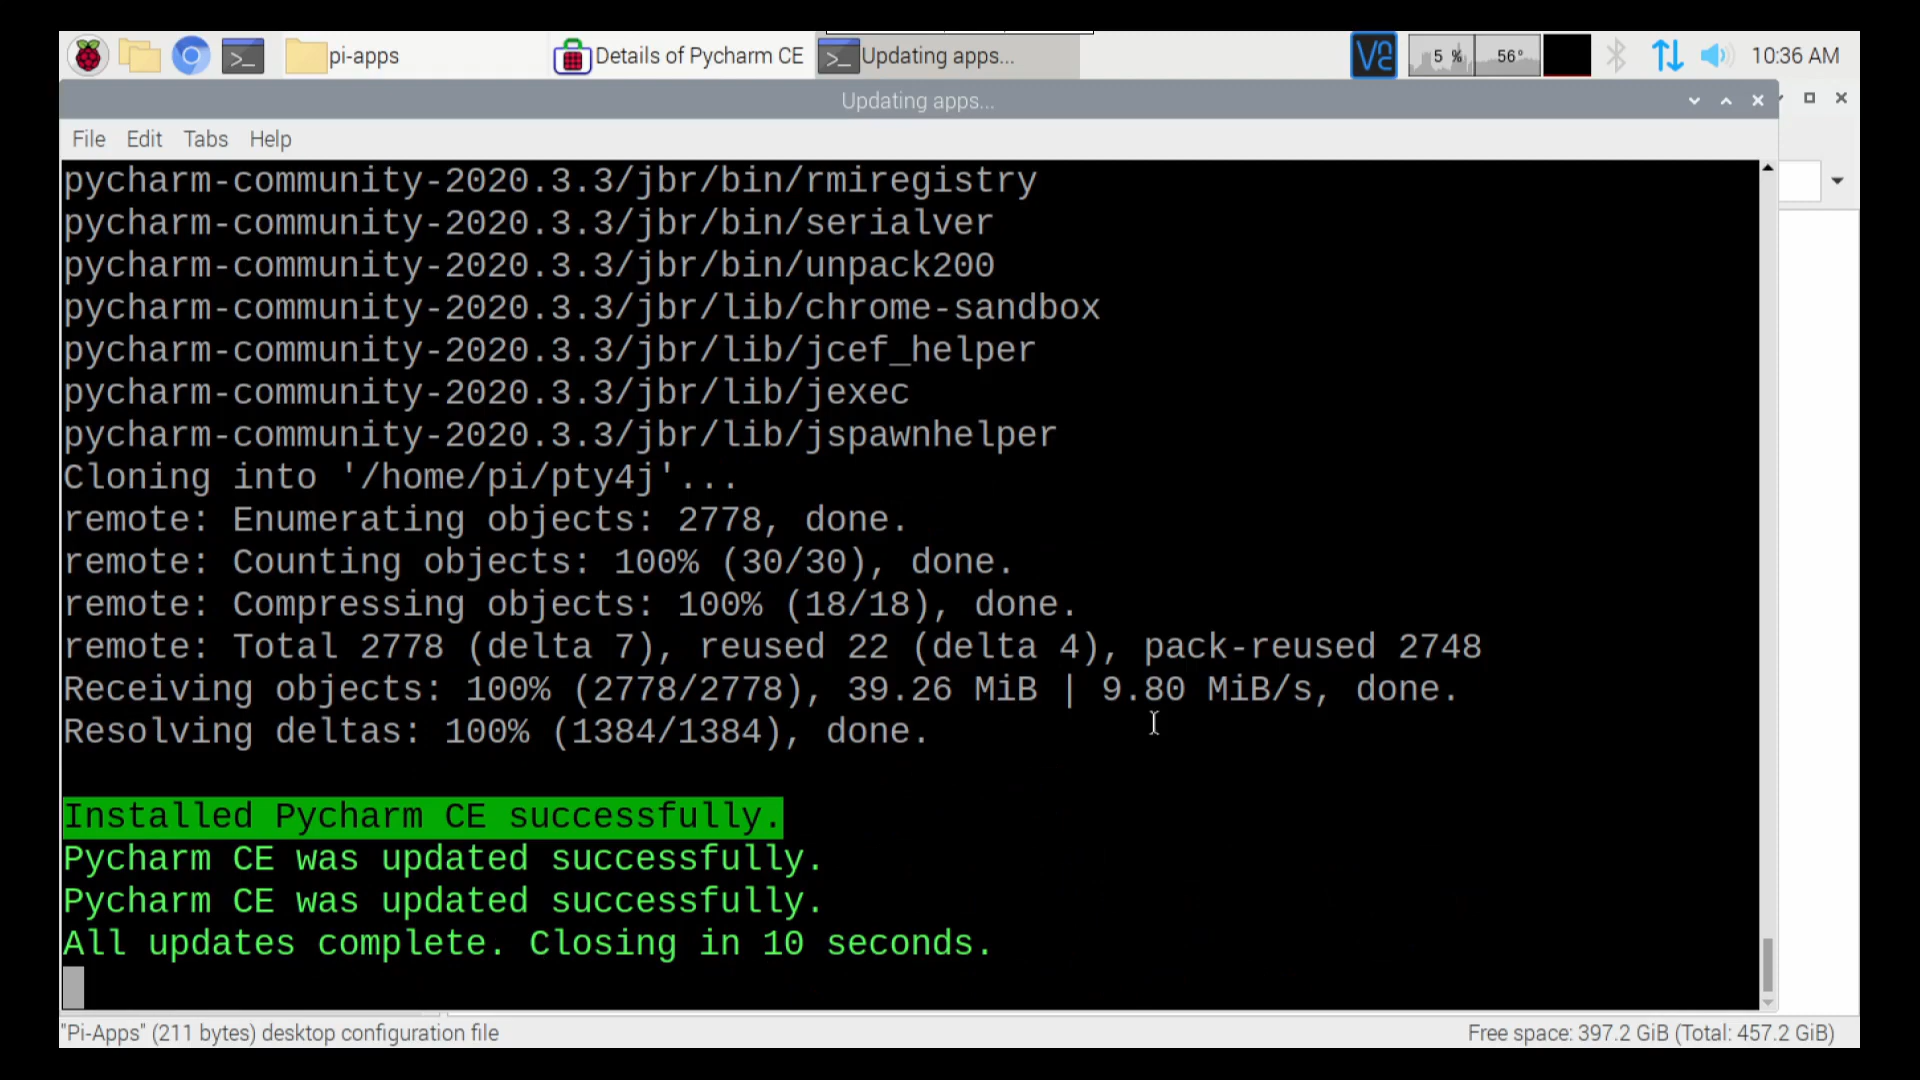 pi-apps
Details of Pycharm CE
Updating apps...
5 %
56°
10:36 AM
Updating apps...
File Edit Tabs Help
pycharm-community-2020.3.3/jbr/bin/rmiregistry
pycharm-community-2020.3.3/jbr/bin/serialver
pycharm-community-2020.3.3/jbr/bin/unpack200
pycharm-community-2020.3.3/jbr/lib/chrome-sandbox
pycharm-community-2020.3.3/jbr/lib/jcef_helper
pycharm-community-2020.3.3/jbr/lib/jexec
pycharm-community-2020.3.3/jbr/lib/jspawnhelper
Cloning into '/home/pi/pty4j'...
remote: Enumerating objects: 2778, done.
remote: Counting objects: 100% (30/30), done.
remote: Compressing objects: 100% (18/18), done.
remote: Total 2778 (delta 7), reused 22 (delta 4), pack-reused 2748
Receiving objects: 100% (2778/2778), 39.26 MiB | 9.80 MiB/s, done.
Resolving deltas: 100% (1384/1384), done.
Installed Pycharm CE successfully.
Pycharm CE was updated successfully.
Pycharm CE was updated successfully.
All updates complete. Closing in 10 seconds.
"Pi-Apps" (211 bytes) desktop configuration file
Free space: 397.2 GiB (Total: 457.2 GiB)